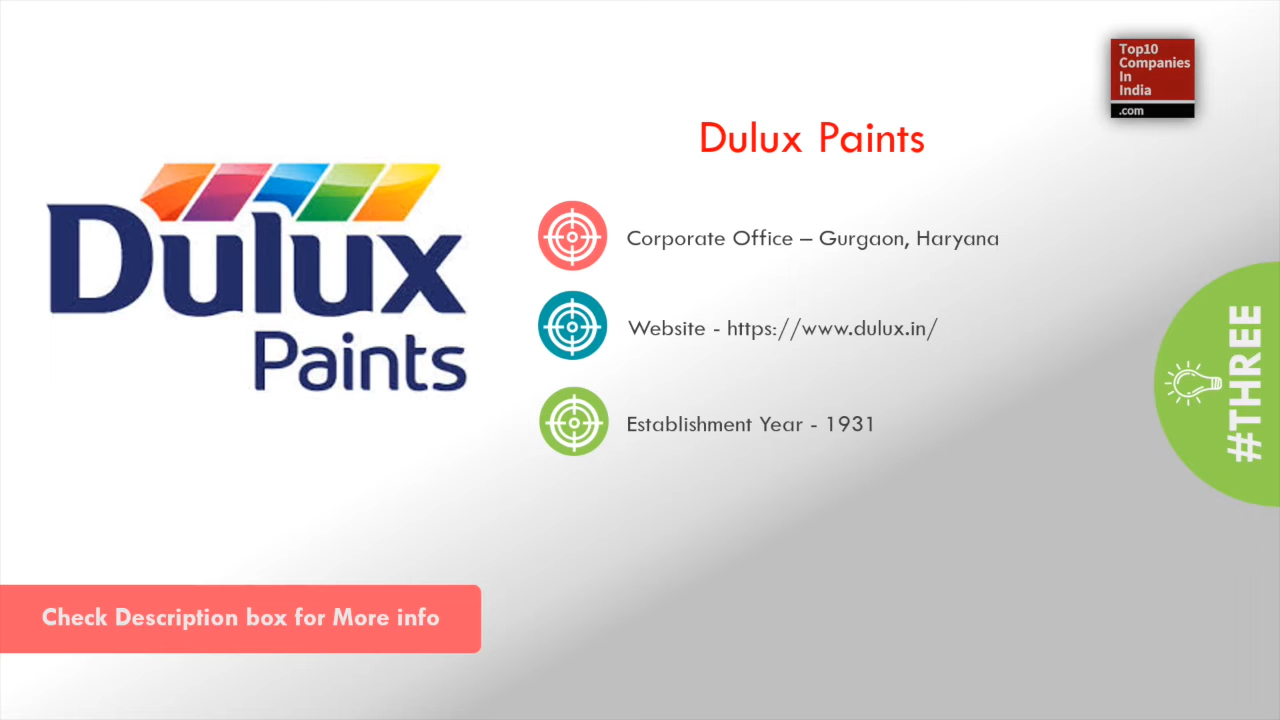 Top10
Companies
In
India
.com
Dulux Paints
Dulux
Paints
Corporate Office – Gurgaon, Haryana
Website - https://www.dulux.in/
Establishment Year - 1931
#THREE
Check Description box for More info